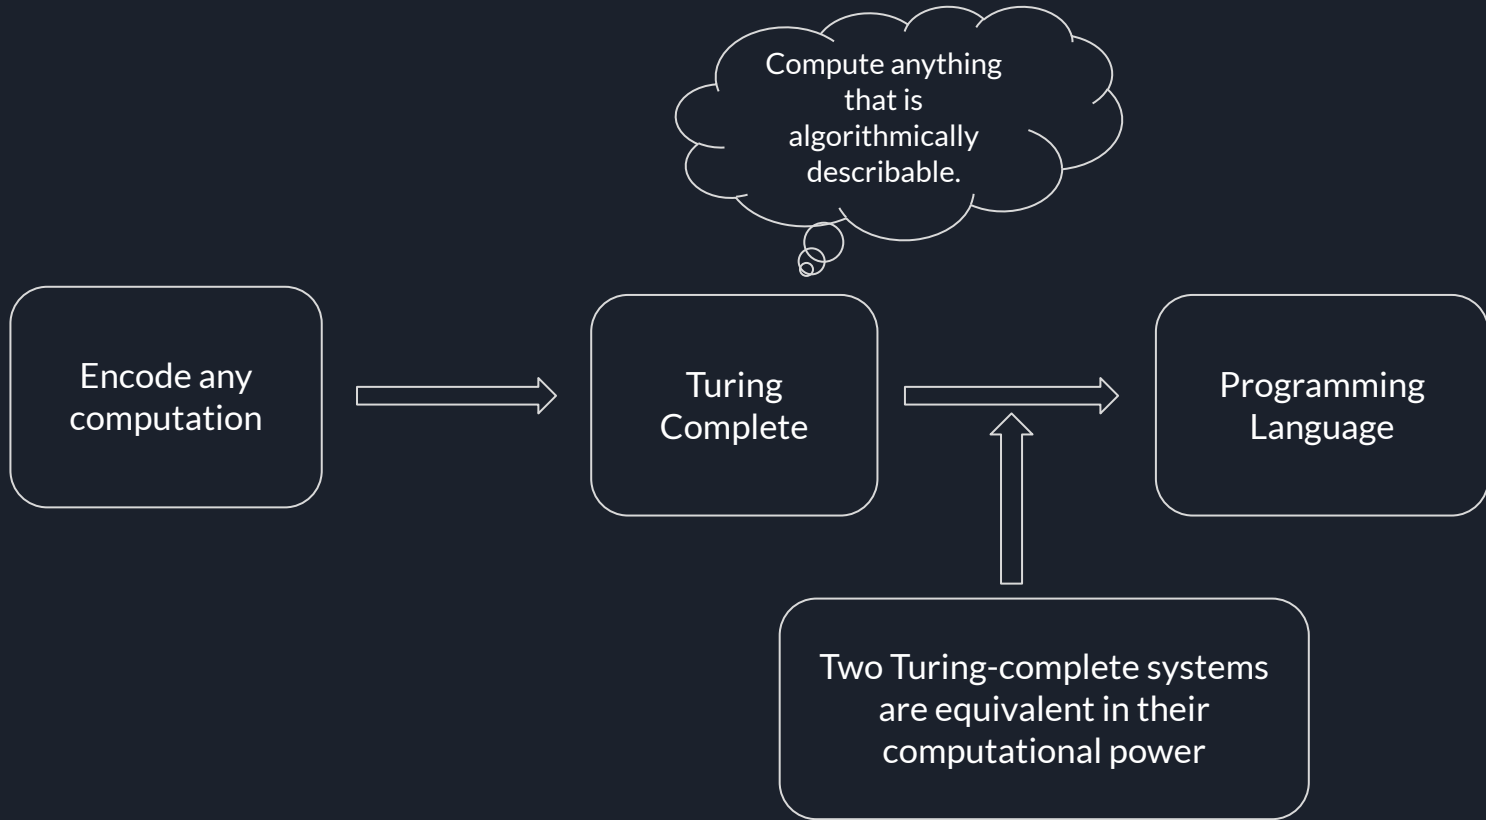 Compute anything
that is
algorithmically
describable.
Encode any
computation
Turing
Complete
Programming
Language
Two Turing-complete systems
are equivalent in their
computational power